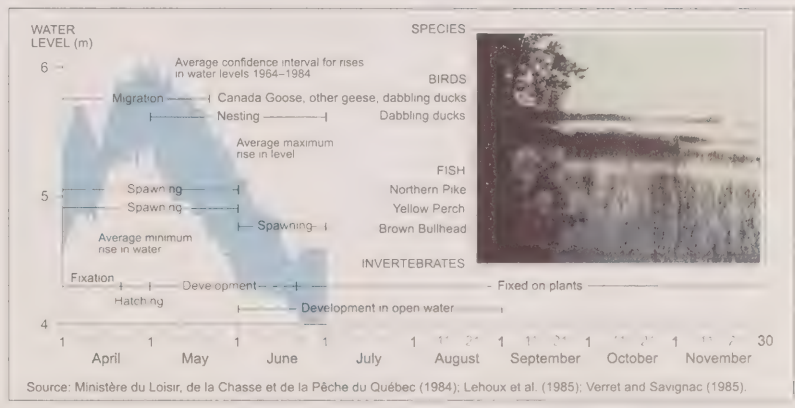 WATER
LEVEL (m)
SPECIES
Average confidence interval for rises
in water levels 1964–1984
6
BIRDS
Migration
Canada Goose, other geese, dabbling ducks
Nesting
Dabbling ducks
Average maximum
rise in level
FISH
5
Spawning
Northern Pike
Spawning
Yellow Perch
Spawning
Brown Bullhead
Average minimum
rise in water
INVERTEBRATES
Fixation
Development
Fixed on plants
Hatching
Development in open water
4
1 1 1 1 1 1 1 1 30
April May June July August September October November
Source: Ministère du Loisir, de la Chasse et de la Pêche du Québec (1984); Lehoux et al. (1985); Verret and Savignac (1985).